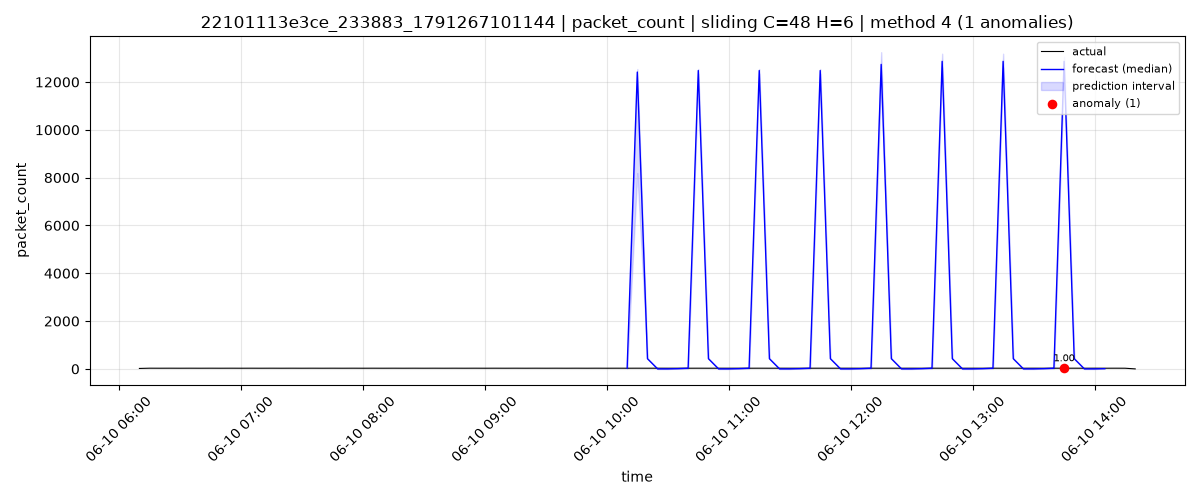 22101113e3ce_233883_1791267101144 | packet_count | sliding C=48 H=6 | method 4 (1 anomalies)
actual
forecast (median)
prediction interval
anomaly (1)
12000
10000
8000
6000
4000
2000
0
packet_count
1.00
06-10 06:00
06-10 07:00
06-10 08:00
06-10 09:00
06-10 10:00
06-10 11:00
06-10 12:00
06-10 13:00
06-10 14:00
time